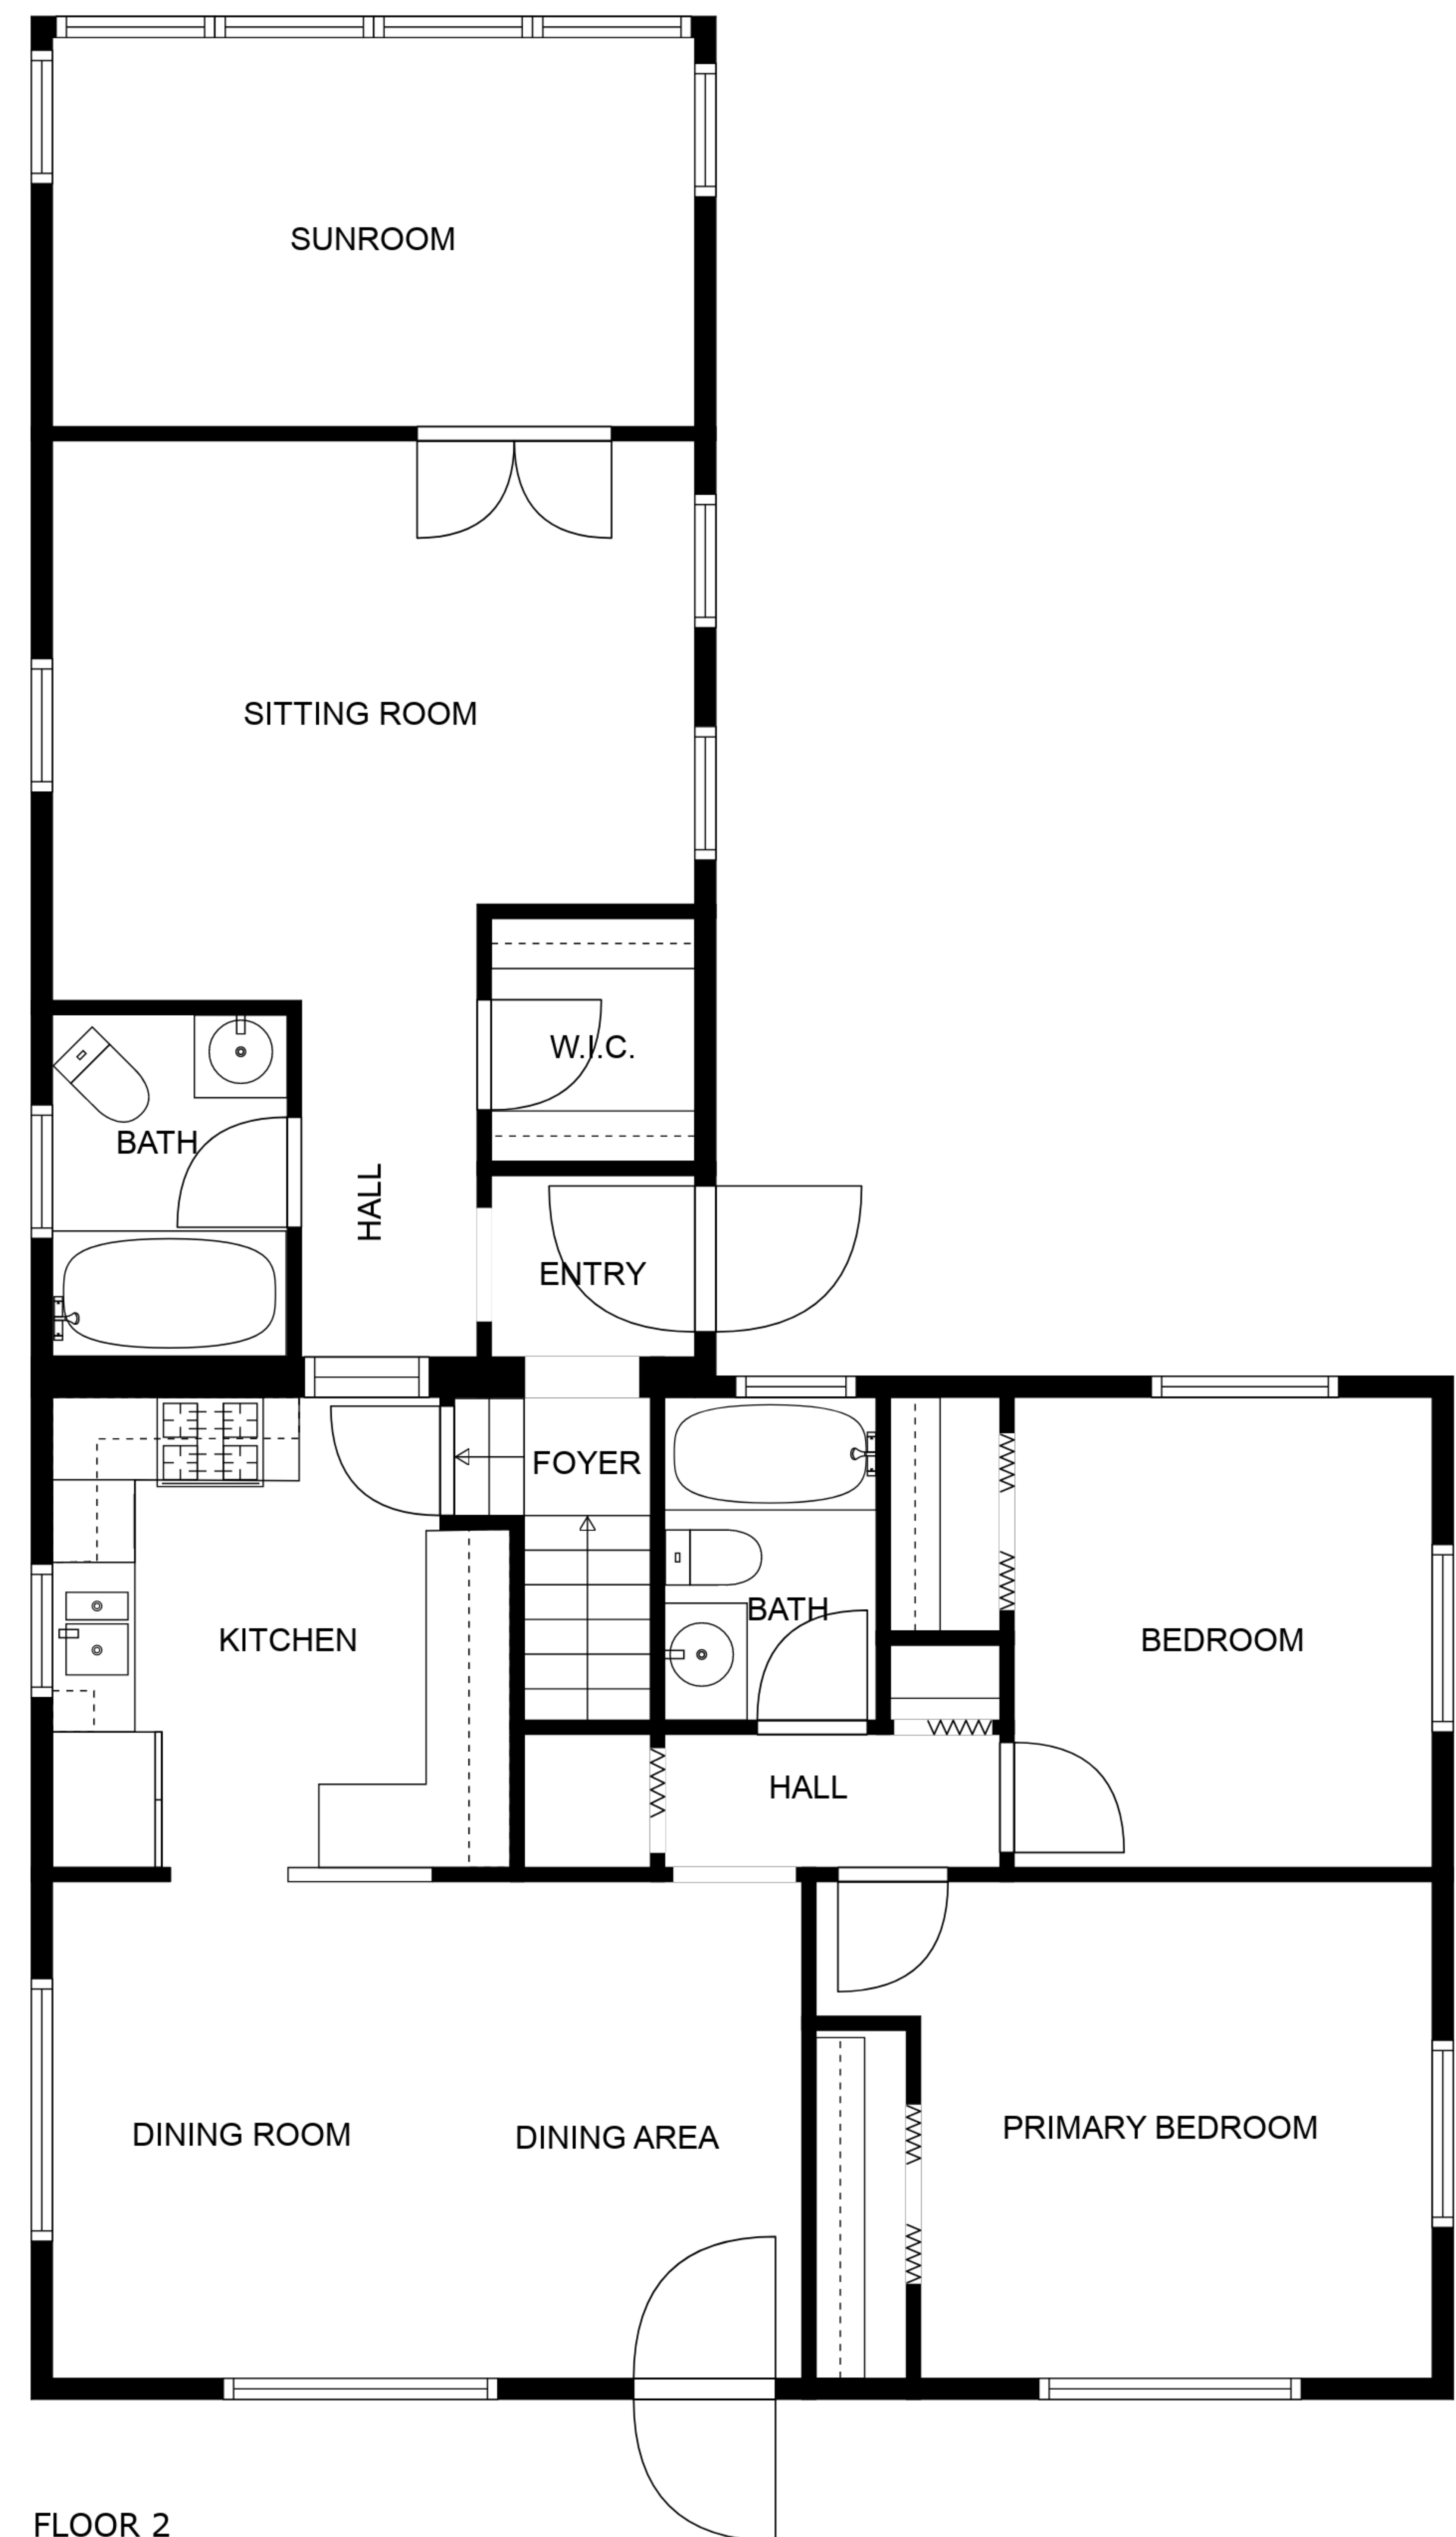 SUNROOM
SITTING ROOM
W.I.C.
BATH
HALL
ENTRY
FOYER
BATH
KITCHEN
BEDROOM
HALL
DINING ROOM
DINING AREA
PRIMARY BEDROOM
FLOOR 2